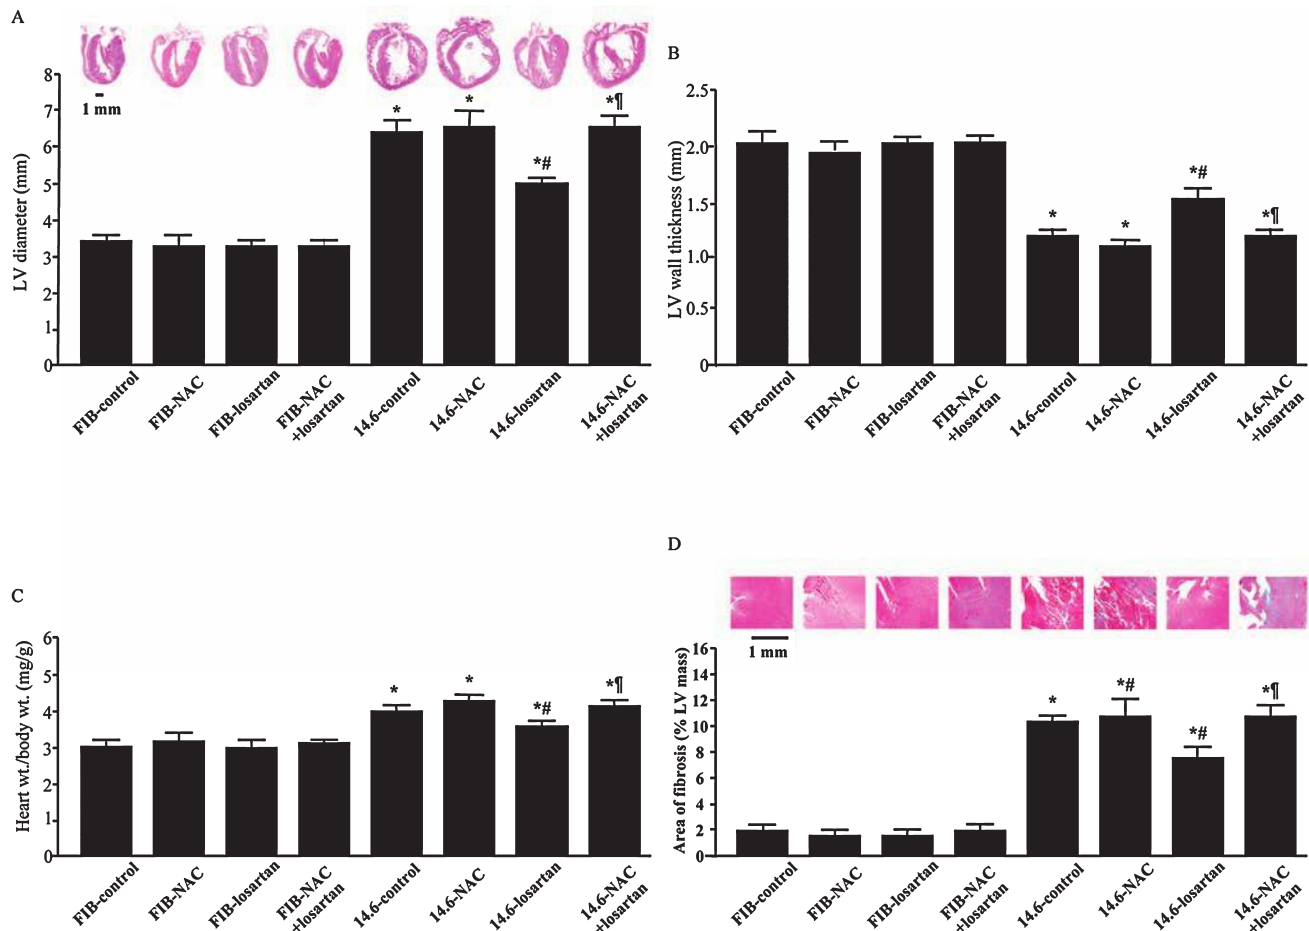 A
1 mm
LV diameter (mm)
8
7
6
5
4
3
2
1
0
*
*
*#
*¶
FIB-control
FIB-NAC
FIB-losartan
FIB-NAC
+losartan
14.6-control
14.6-NAC
14.6-losartan
14.6-NAC
+losartan
B
LV wall thickness (mm)
2.5
2.0
1.5
1.0
0.5
0
*
*
*#
*¶
FIB-control
FIB-NAC
FIB-losartan
FIB-NAC
+losartan
14.6-control
14.6-NAC
14.6-losartan
14.6-NAC
+losartan
C
Heart wt./body wt. (mg/g)
6
5
4
3
2
1
0
*
*
*#
*¶
FIB-control
FIB-NAC
FIB-losartan
FIB-NAC
+losartan
14.6-control
14.6-NAC
14.6-losartan
14.6-NAC
+losartan
D
1 mm
Area of fibrosis (% LV mass)
16
14
12
10
8
6
4
2
0
*
*#
*#
*¶
FIB-control
FIB-NAC
FIB-losartan
FIB-NAC
+losartan
14.6-control
14.6-NAC
14.6-losartan
14.6-NAC
+losartan